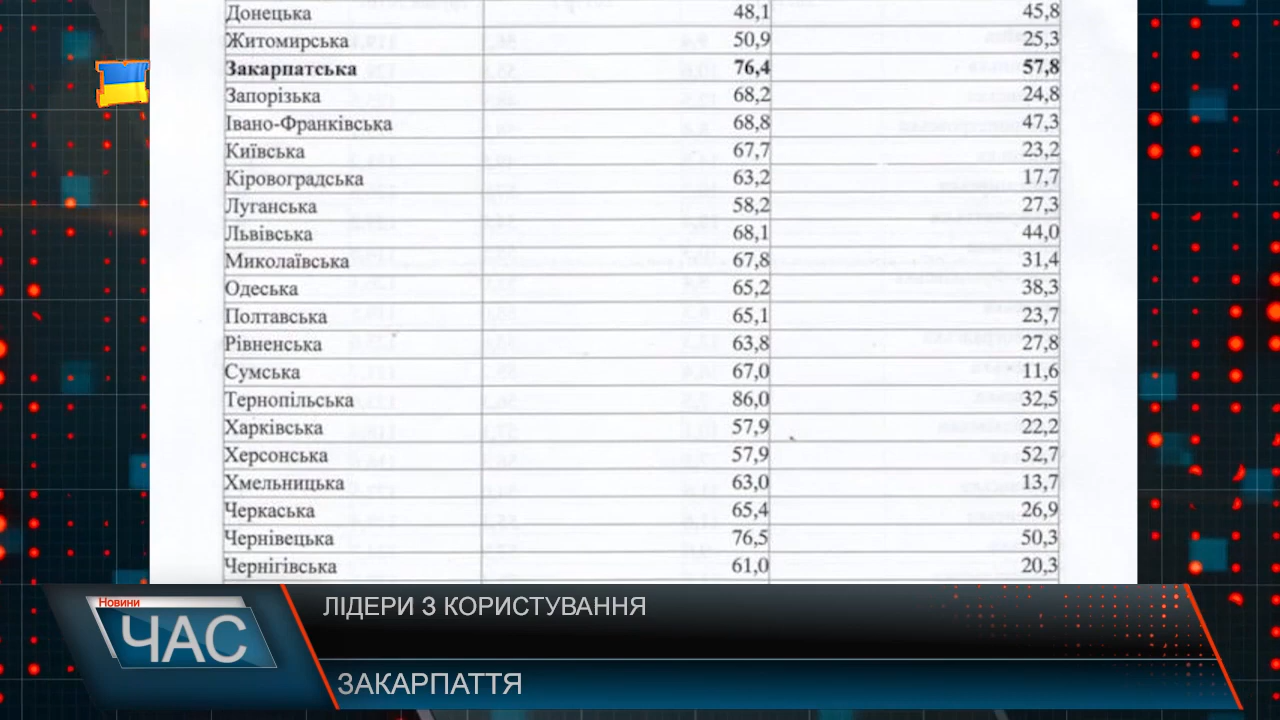 Донецька 48,1 45,8
Житомирська 50,9 25,3
Закарпатська 76,4 57,8
Запорізька 68,2 24,8
Івано-Франківська 68,8 47,3
Київська 67,7 23,2
Кіровоградська 63,2 17,7
Луганська 58,2 27,3
Львівська 68,1 44,0
Миколаївська 67,8 31,4
Одеська 65,2 38,3
Полтавська 65,1 23,7
Рівненська 63,8 27,8
Сумська 67,0 11,6
Тернопільська 86,0 32,5
Харківська 57,9 22,2
Херсонська 57,9 52,7
Хмельницька 63,0 13,7
Черкаська 65,4 26,9
Чернівецька 76,5 50,3
Чернігівська 61,0 20,3
Новини
ЧАС
ЛІДЕРИ З КОРИСТУВАННЯ
ЗАКАРПАТТЯ